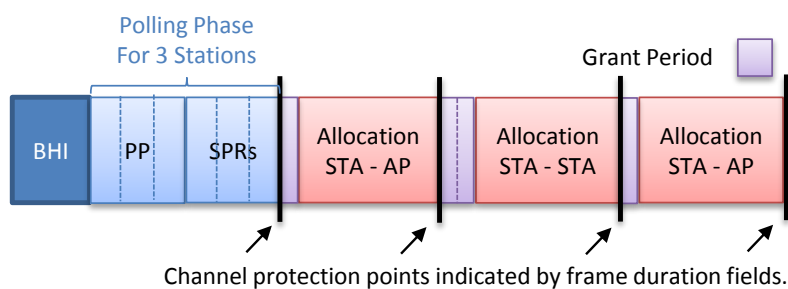 Polling Phase
For 3 Stations
Grant Period
BHI
PP
SPRs
Allocation
STA - AP
Allocation
STA - STA
Allocation
STA - AP
Channel protection points indicated by frame duration fields.